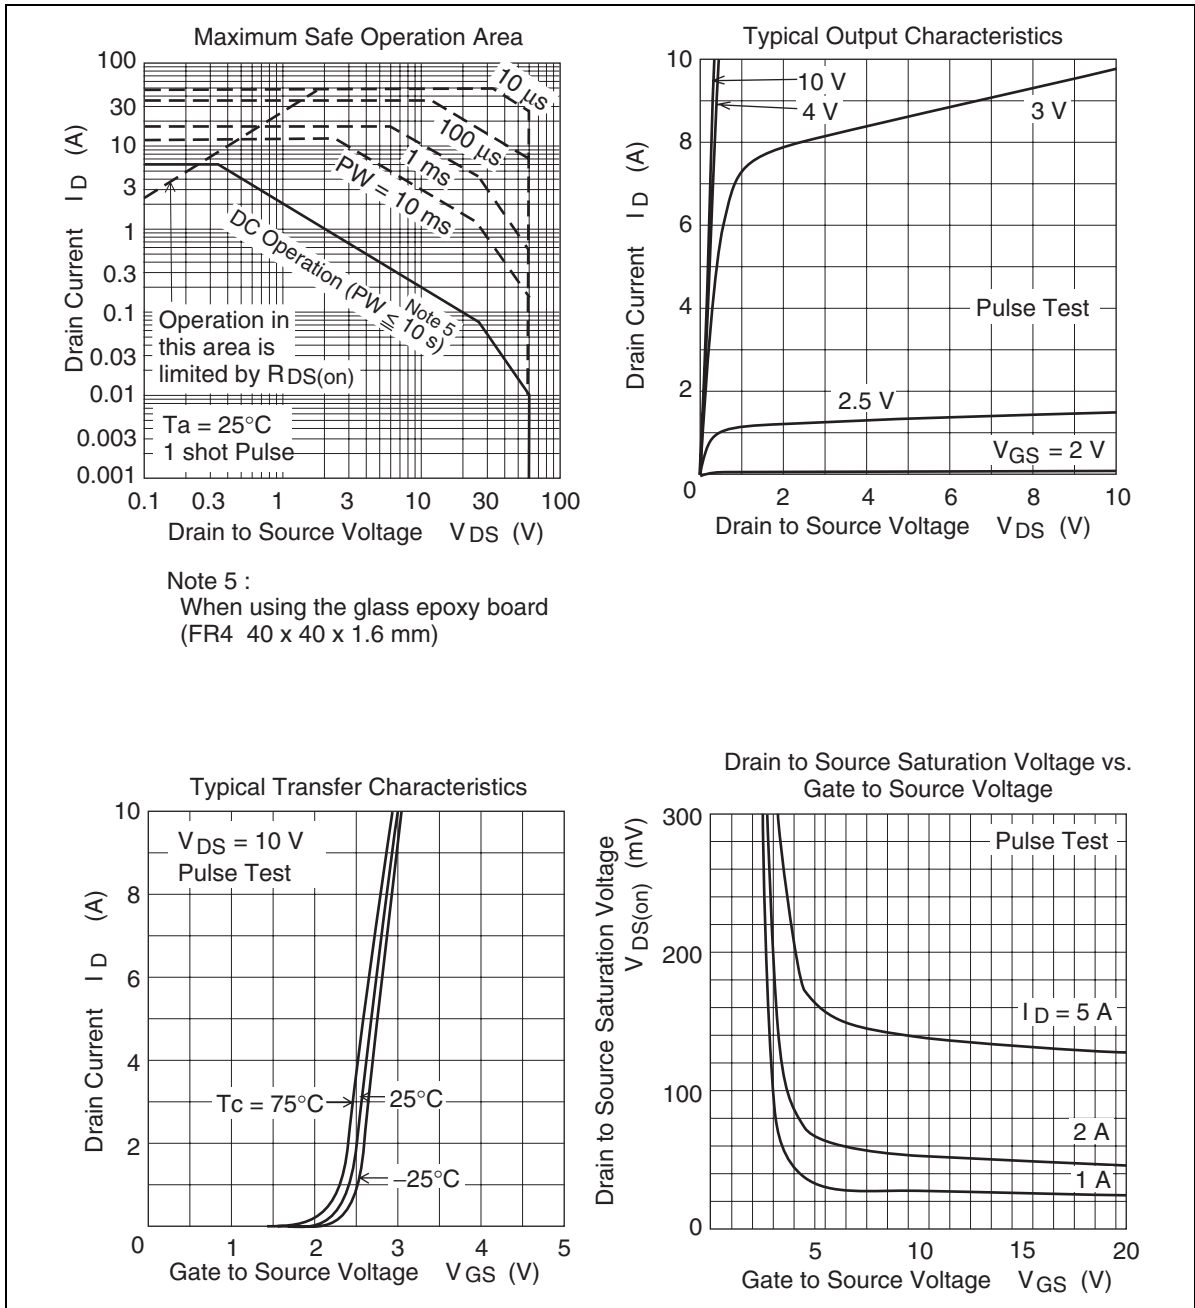 Maximum Safe Operation Area
100
30
10
3
1
0.3
0.1
0.03
0.01
0.003
0.001
Drain Current I D (A)
10 µs
100 µs
1 ms
PW = 10 ms
DC Operation (PW ≦ 10 s)
Note 5
Operation in
this area is
limited by R DS(on)
Ta = 25°C
1 shot Pulse
0.1 0.3 1 3 10 30 100
Drain to Source Voltage V DS (V)
Note 5 :
When using the glass epoxy board
(FR4 40 x 40 x 1.6 mm)
Typical Output Characteristics
10
8
6
4
2
0
Drain Current I D (A)
10 V
4 V
3 V
Pulse Test
2.5 V
V GS = 2 V
2 4 6 8 10
Drain to Source Voltage V DS (V)
Typical Transfer Characteristics
10
8
6
4
2
0
Drain Current I D (A)
V DS = 10 V
Pulse Test
Tc = 75°C
25°C
–25°C
1 2 3 4 5
Gate to Source Voltage V GS (V)
Drain to Source Saturation Voltage vs.
Gate to Source Voltage
300
200
100
0
Drain to Source Saturation Voltage
V DS(on) (mV)
Pulse Test
I D = 5 A
2 A
1 A
5 10 15 20
Gate to Source Voltage V GS (V)